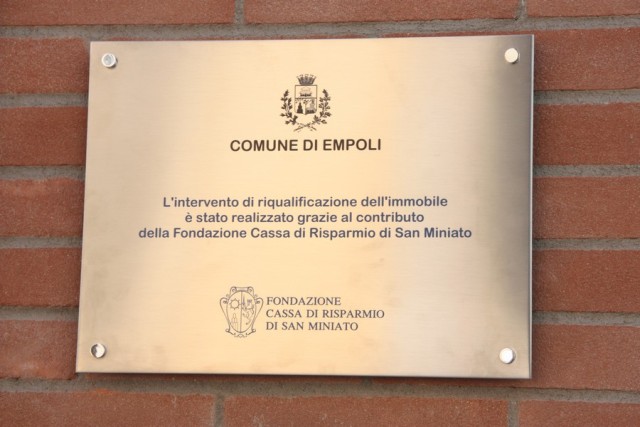 COMUNE DI EMPOLI
L'intervento di riqualificazione dell'immobile
è stato realizzato grazie al contributo
della Fondazione Cassa di Risparmio di San Miniato
FONDAZIONE
CASSA DI RISPARMIO
DI SAN MINIATO